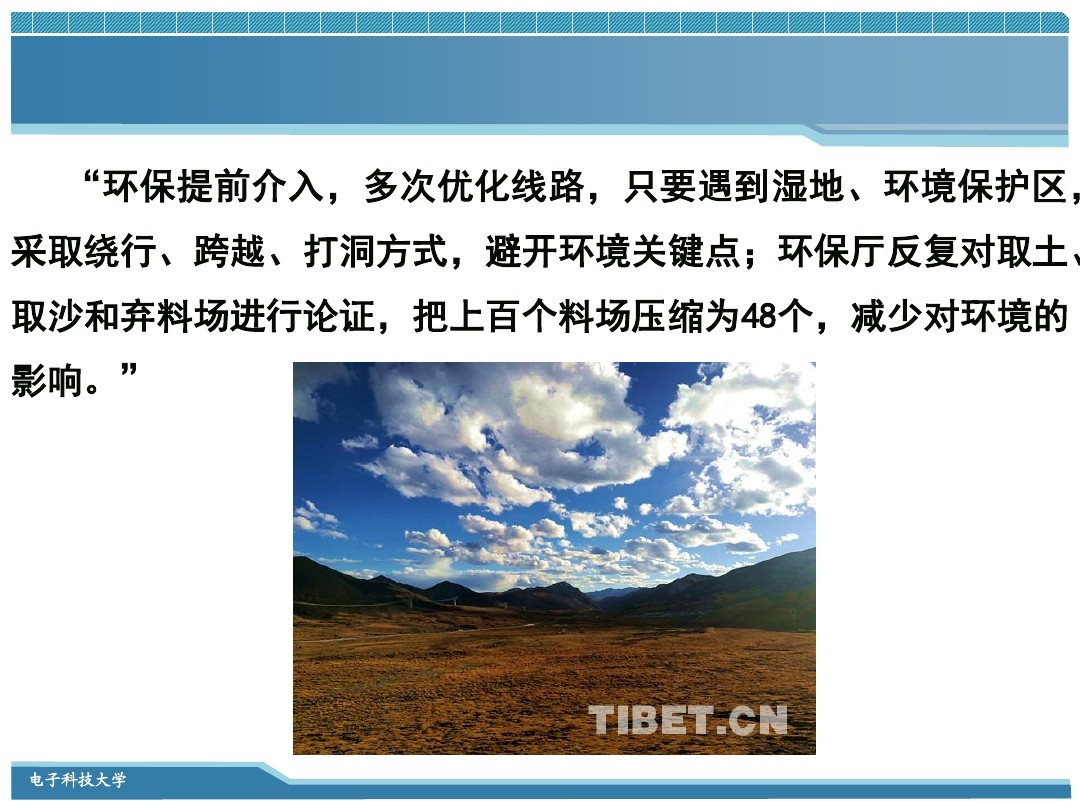 “环保提前介入，多次优化线路，只要遇到湿地、环境保护区，
采取绕行、跨越、打洞方式，避开环境关键点；环保厅反复对取土、
取沙和弃料场进行论证，把上百个料场压缩为48个，减少对环境的
影响。”
TIBET.CN
电子科技大学